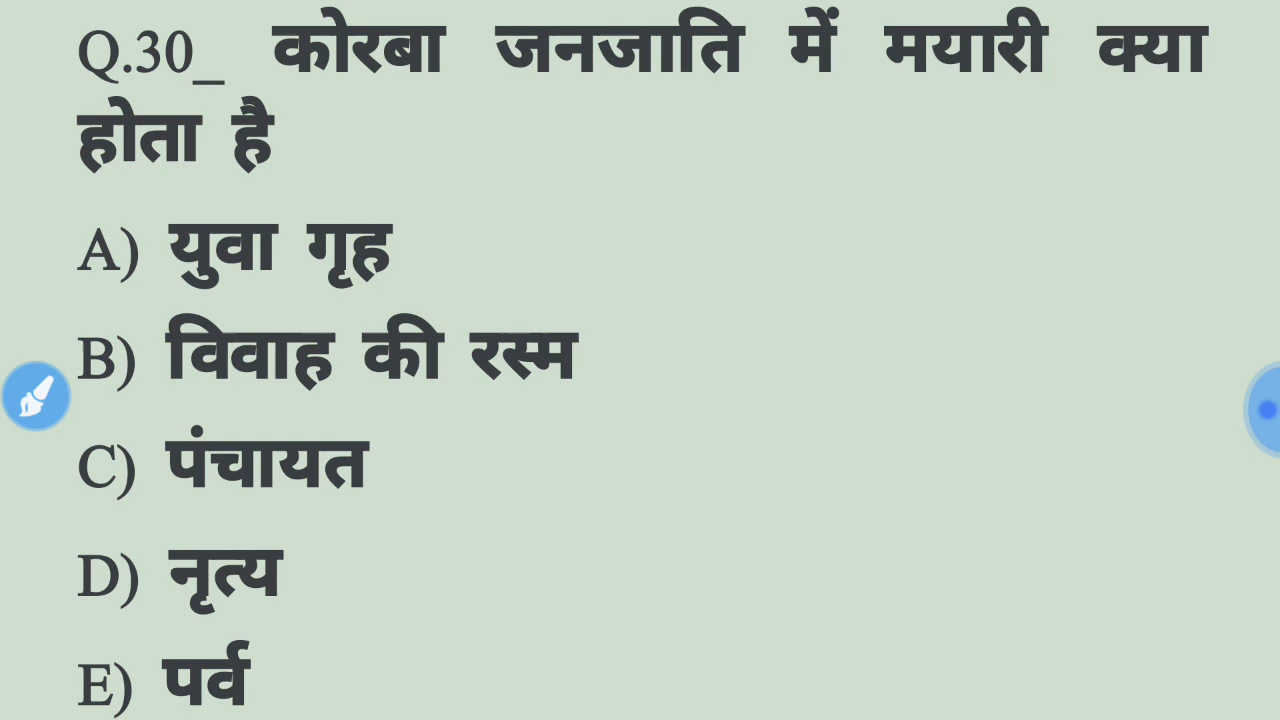 Q.30_ कोरबा जनजाति में मयारी क्या
होता है
A) युवा गृह
B) विवाह की रस्म
C) पंचायत
D) नृत्य
E) पर्व